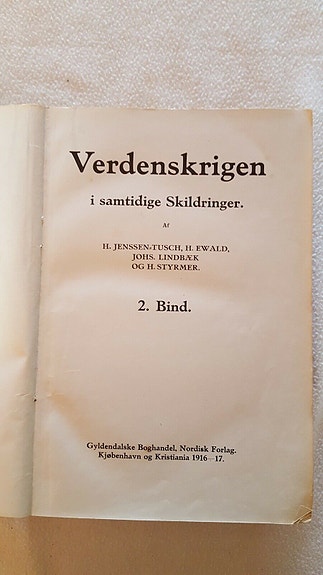 Verdenskrigen
i samtidige Skildringer.
Af
H. JENSSEN-TUSCH, H. EWALD,
JOHS. LINDBÆK
OG H. STYRMER.
2. Bind.
Gyldendalske Boghandel, Nordisk Forlag.
Kjøbenhavn og Kristiania 1916—17.